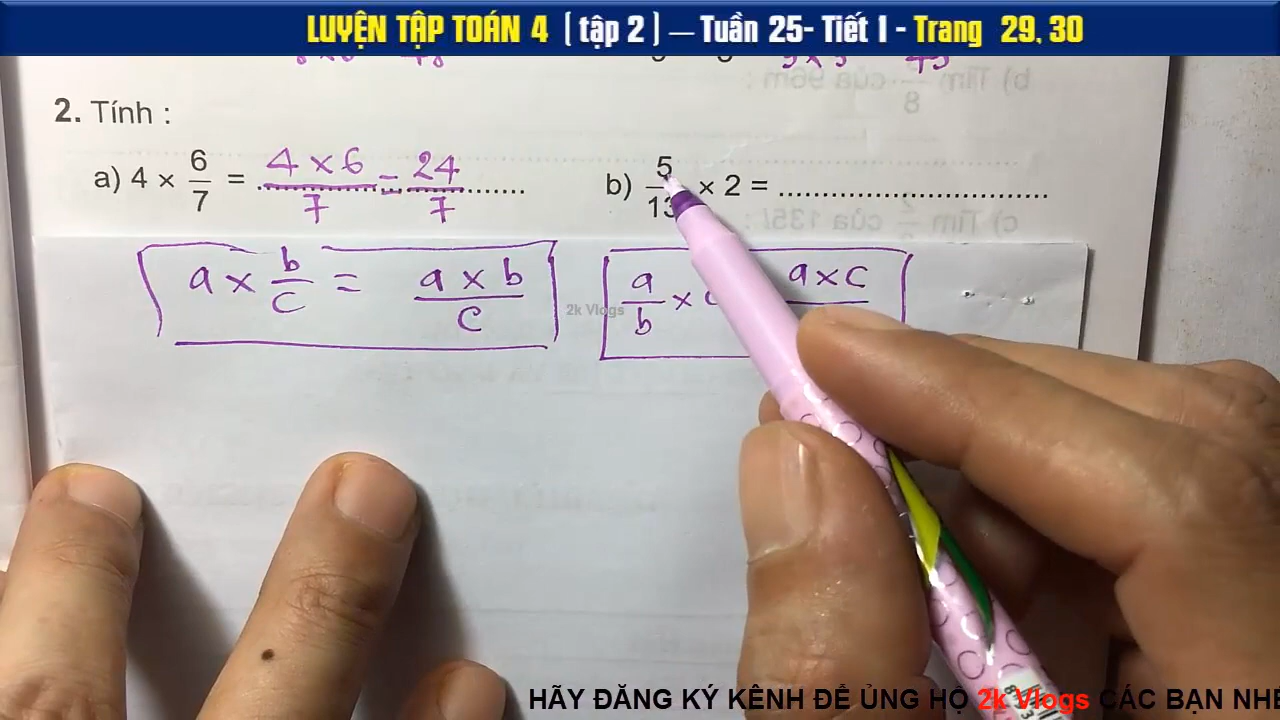 LUYỆN TẬP TOÁN 4 ( tập 2 ) — Tuần 25- Tiết 1 - Trang 29, 30
2. Tính :
a) 4 × 6/7 = 4 × 6/7 = 24/7
b) 5/13 × 2 =
a × b/c = a × b/c
a/b × a × c
2k Vlogs
HÃY ĐĂNG KÝ KÊNH ĐỂ ỦNG HỘ 2k Vlogs CÁC BẠN NHÉ